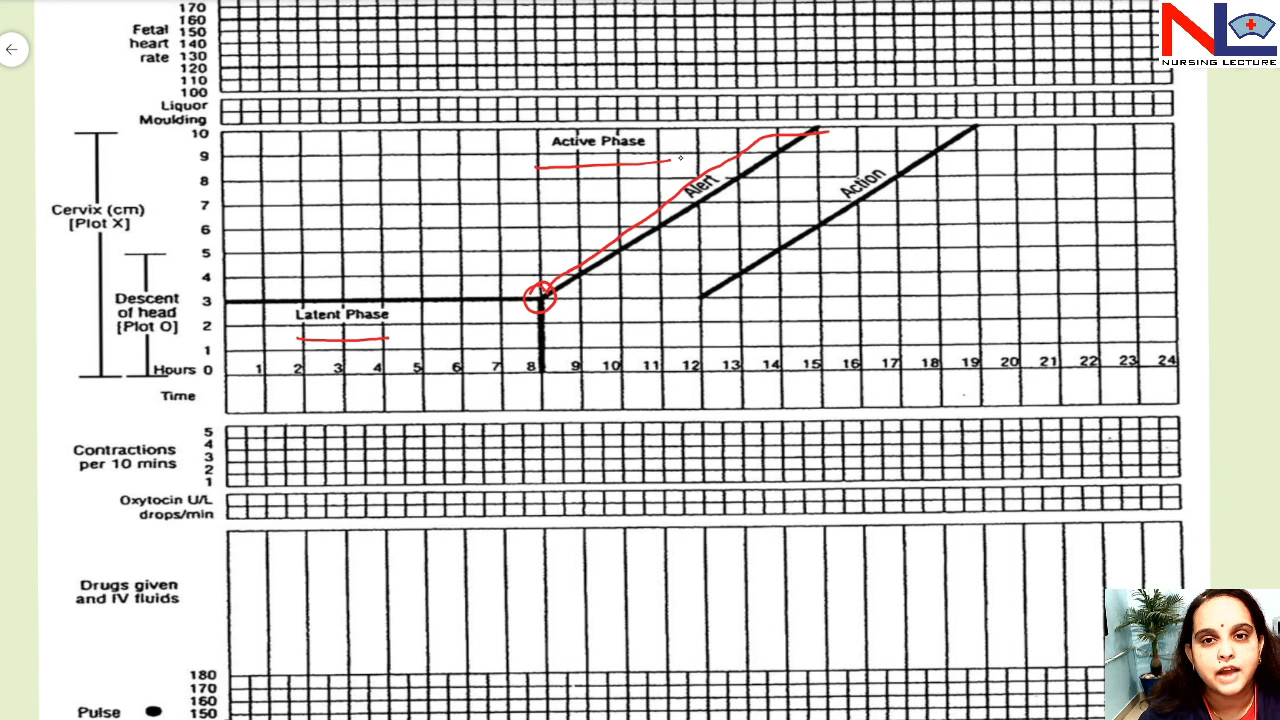 170
160
Fetal 150
heart 140
rate 130
120
110
100
NL
NURSING LECTURE
Liquor
Moulding
10
Active Phase
9
8
Alert
Action
7
Cervix (cm)
[Plot X]
6
5
4
Descent
of head
[Plot O]
3
Latent Phase
2
1
Hours 0 1 2 3 4 5 6 7 8 9 10 11 12 13 14 15 16 17 18 19 20 21 22 23 24
Time
Contractions
per 10 mins
5
4
3
2
1
Oxytocin U/L
drops/min
Drugs given
and IV fluids
180
170
160
Pulse 150